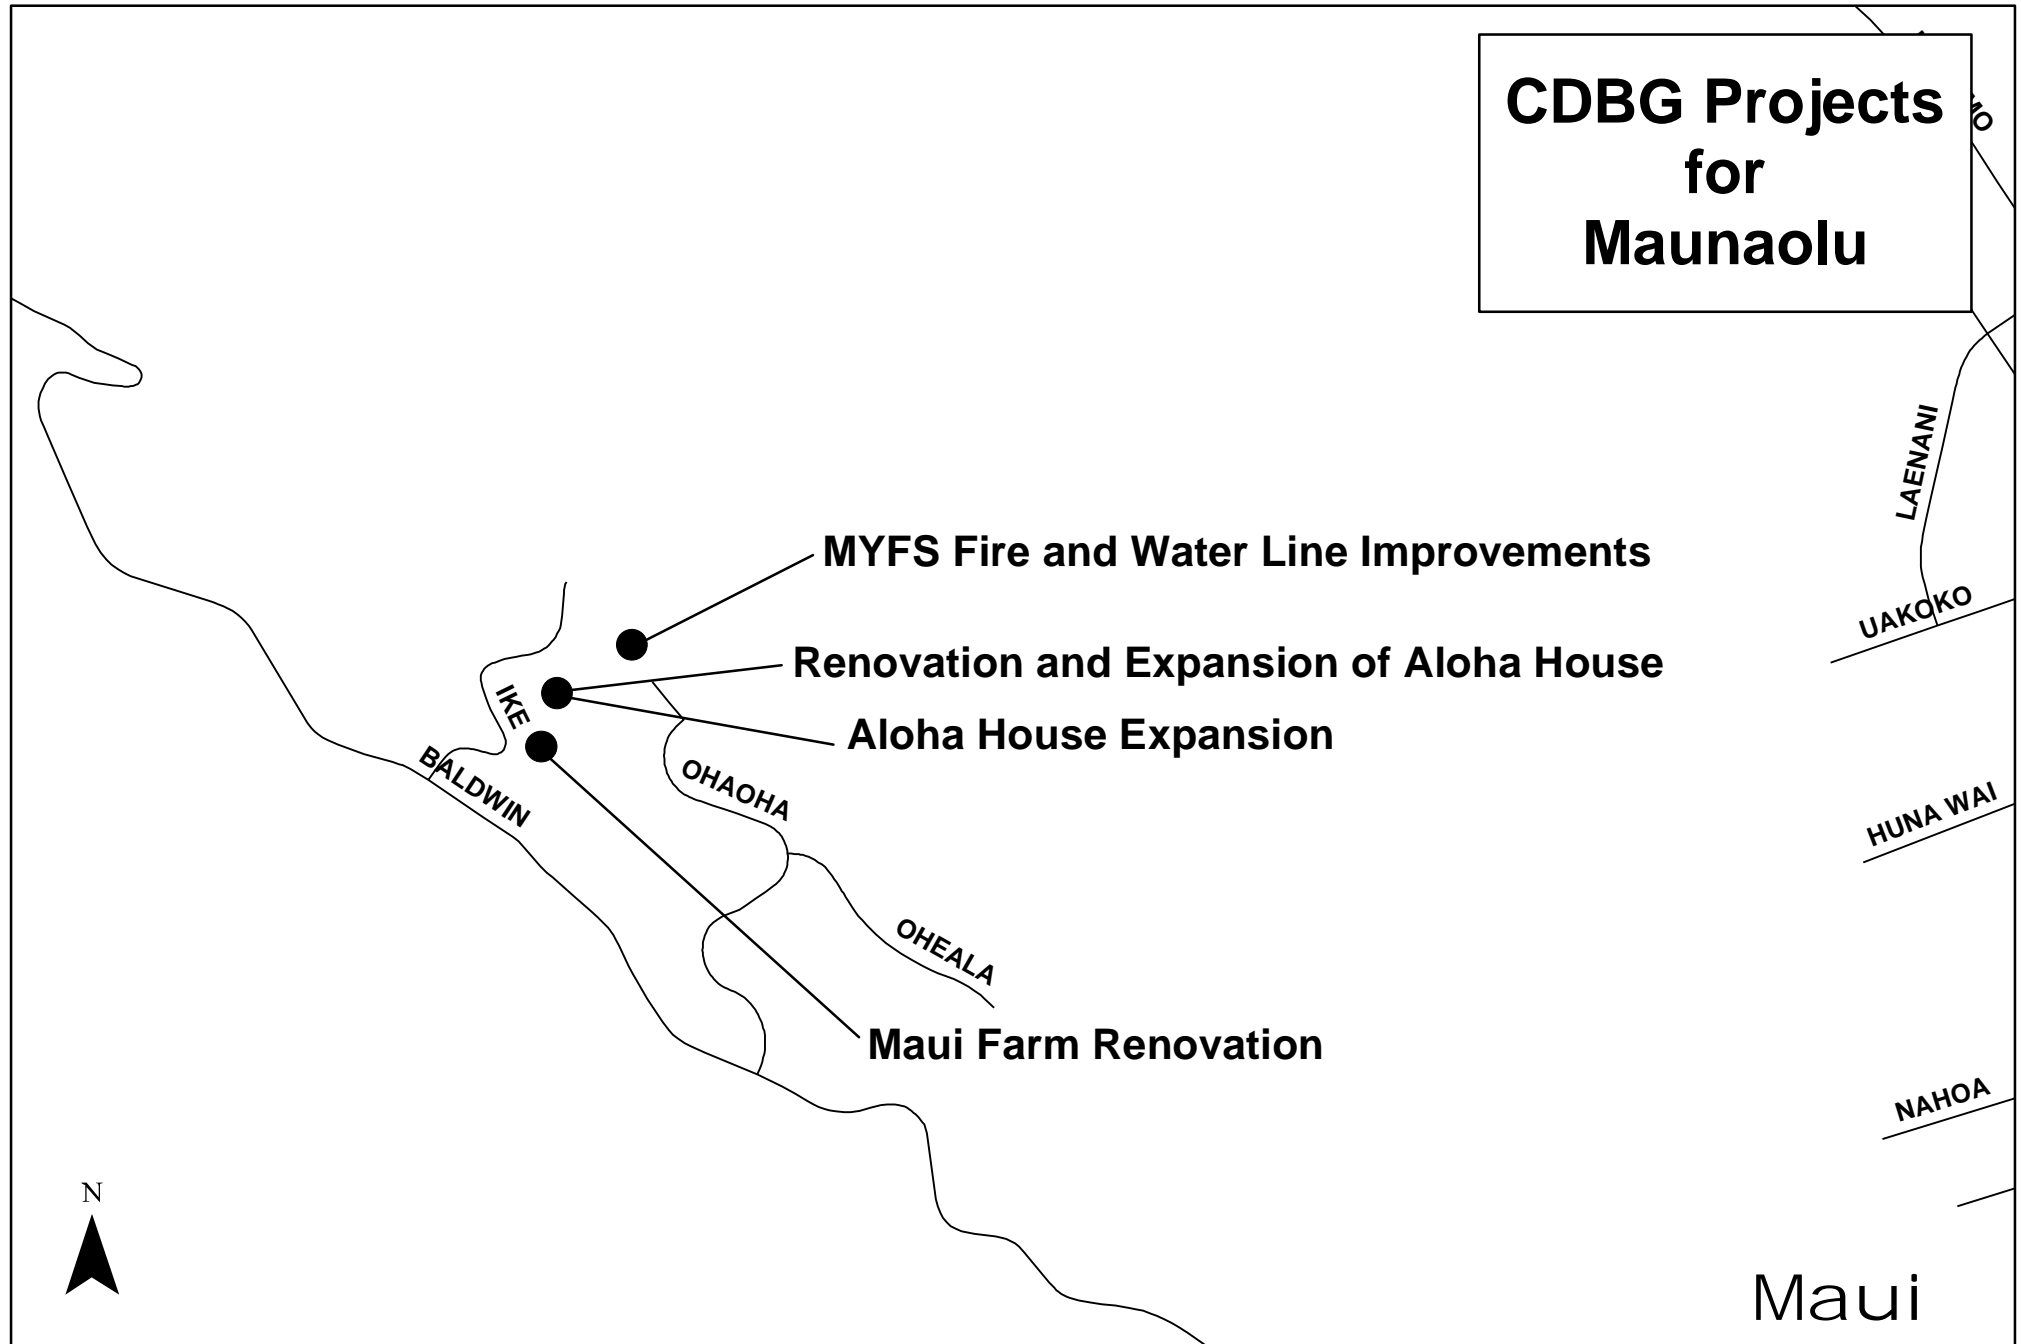 CDBG Projects
for
Maunaolu
LAENANI
MYFS Fire and Water Line Improvements
UAKOKO
Renovation and Expansion of Aloha House
IKE
Aloha House Expansion
BALDWIN
OHAOHA
HUNA WAI
OHEALA
Maui Farm Renovation
NAHOA
N
Maui